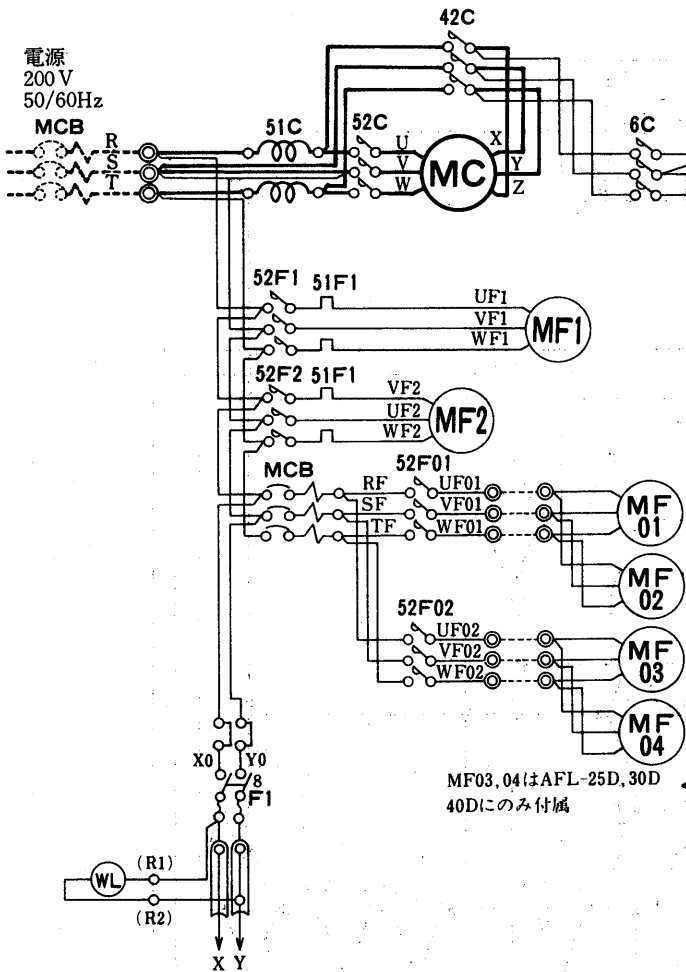 電源
200V
50/60Hz
MCB
R
S
T
51C
52C
42C
6C
U
V
W
MC
X
Y
Z
52F1
51F1
UF1
VF1
WF1
MF1
52F2
51F1
VF2
UF2
WF2
MF2
MCB
RF
SF
TF
52F01
UF01
VF01
WF01
MF
01
MF
02
52F02
UF02
VF02
WF02
MF
03
MF
04
MF03,04はAFL-25D,30D
40Dにのみ付属
X0
Y0
8
F1
WL
(R1)
(R2)
X Y